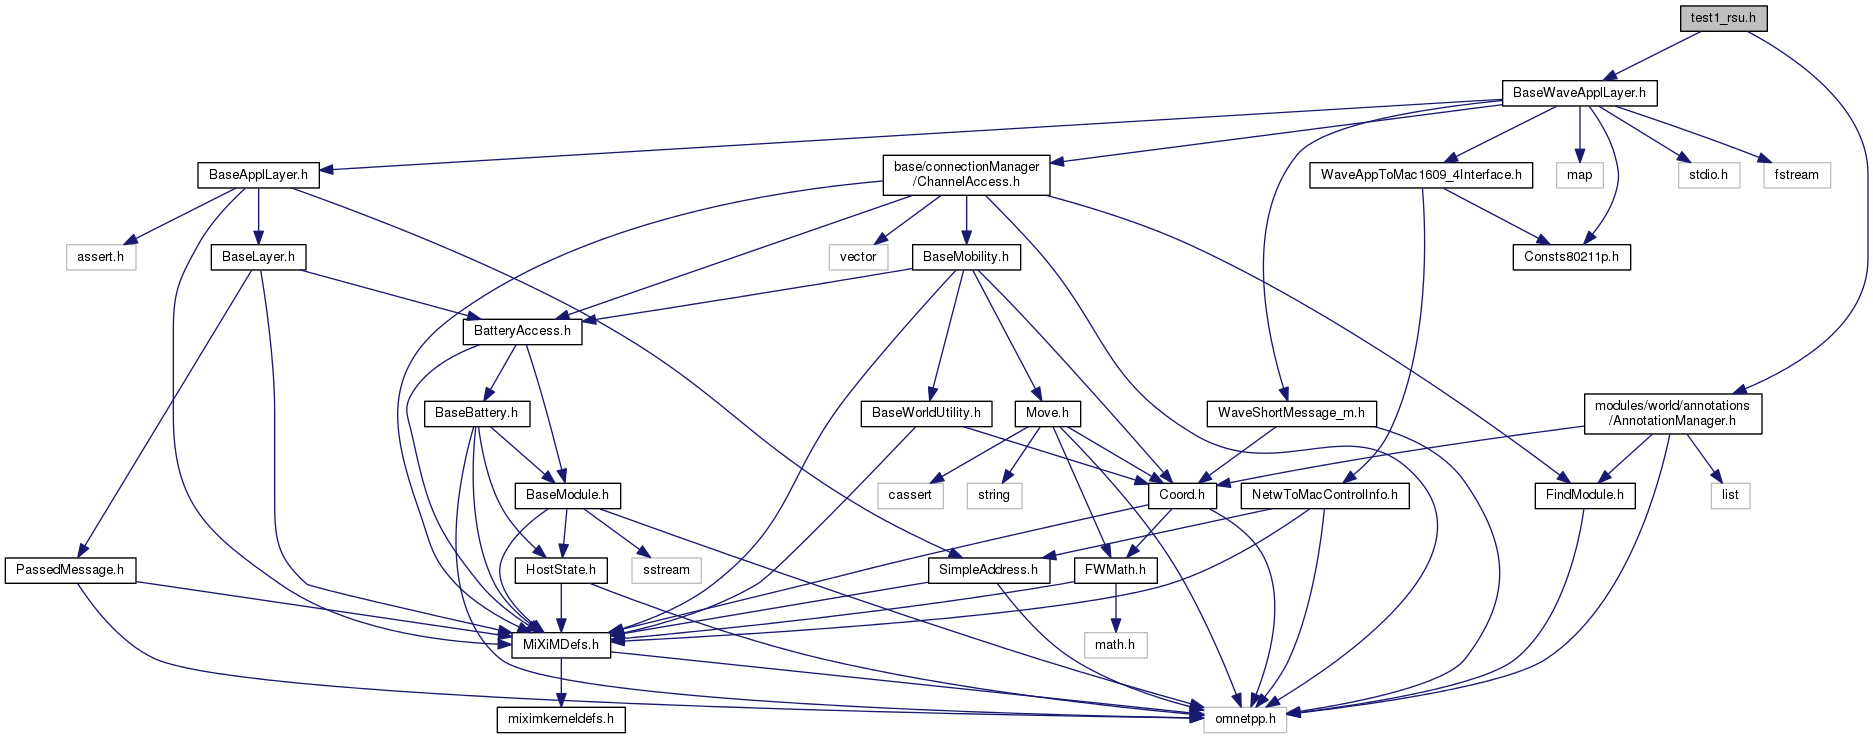 test1_rsu.h
BaseWaveApplLayer.h
BaseApplLayer.h
base/connectionManager
/ChannelAccess.h
WaveAppToMac1609_4Interface.h
map
stdio.h
fstream
assert.h
BaseLayer.h
vector
BaseMobility.h
Consts80211p.h
BatteryAccess.h
BaseBattery.h
BaseWorldUtility.h
Move.h
WaveShortMessage_m.h
modules/world/annotations
/AnnotationManager.h
BaseModule.h
cassert
string
Coord.h
NetwToMacControlInfo.h
FindModule.h
list
PassedMessage.h
HostState.h
sstream
SimpleAddress.h
FWMath.h
MiXiMDefs.h
math.h
miximkerneldefs.h
omnetpp.h